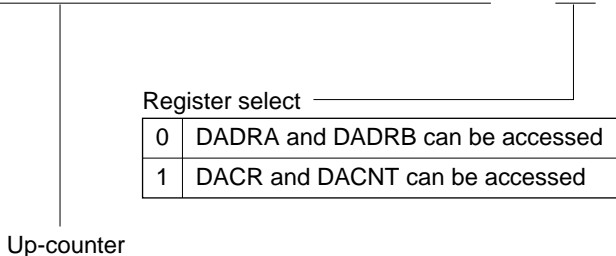 Register select
0 DADRA and DADRB can be accessed
1 DACR and DACNT can be accessed
Up-counter